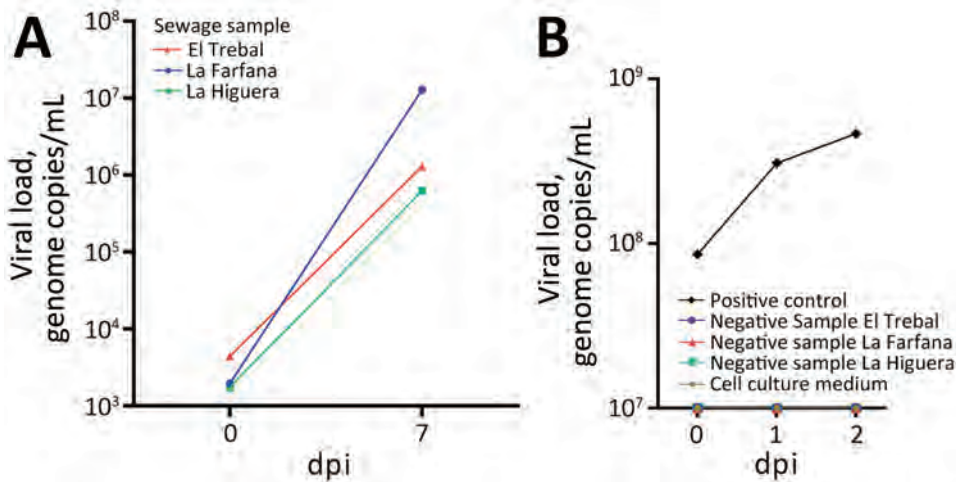 A
Viral load,
genome copies/mL
10⁸
10⁷
10⁶
10⁵
10⁴
10³
Sewage sample
El Trebal
La Farfana
La Higuera
0
7
dpi
B
Viral load,
genome copies/mL
10⁹
10⁸
10⁷
Positive control
Negative Sample El Trebal
Negative sample La Farfana
Negative sample La Higuera
Cell culture medium
0
1
2
dpi